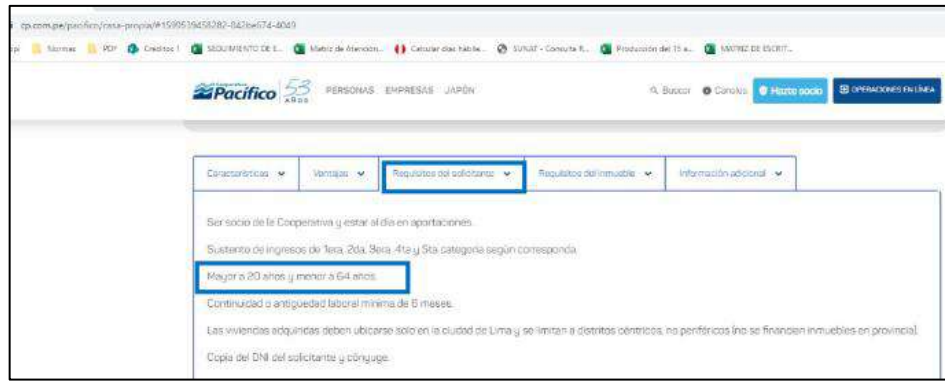 cp.com.pe/pacifico/casa-propia/#1599519458282-842be674-4049
Normas PDF Creditos 1 SEGUIMIENTO DE E... Matriz de Atención... Calcular días hábile... SUNAT - Consulta R... Producción del 15 a... MATRIZ DE ESCRIT...
Cooperativa
Pacífico 53 AÑOS PERSONAS EMPRESAS JAPÓN Buscar Canales Hazte socio OPERACIONES EN LÍNEA
Características Ventajas Requisitos del solicitante Requisitos del inmueble Información adicional
Ser socio de la Cooperativa y estar al día en aportaciones.
Sustento de ingresos de 1era, 2da, 3era, 4ta y 5ta categoría según corresponda.
Mayor a 20 años y menor a 64 años.
Continuidad o antiguedad laboral mínima de 6 meses.
Las viviendas adquiridas deben ubicarse solo en la ciudad de Lima y se limitan a distritos céntricos, no periféricos (no se financian inmuebles en provincia).
Copia del DNI del solicitante y cónyuge.